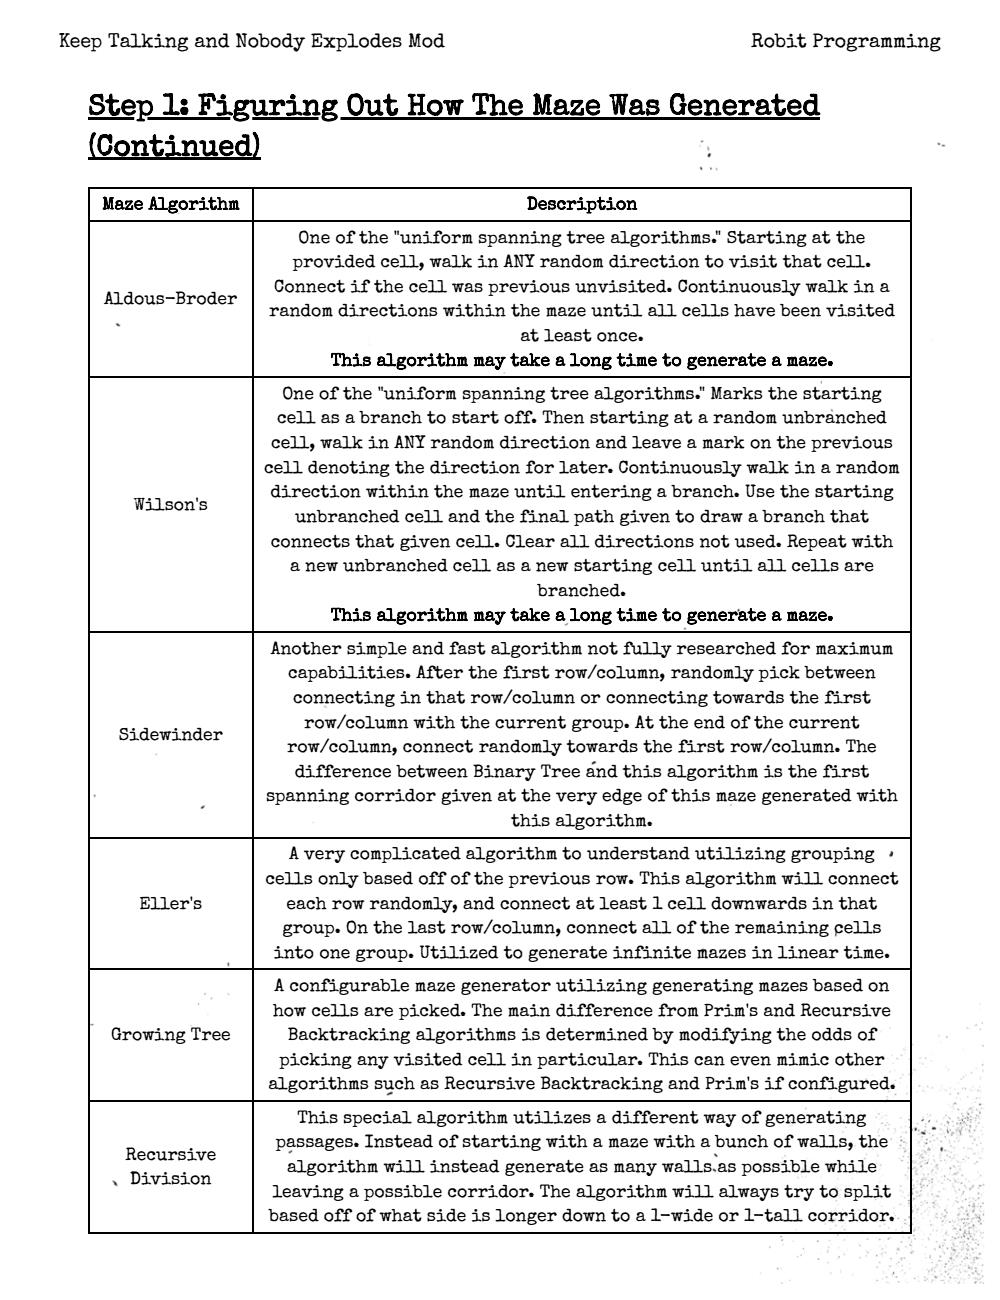 Keep Talking and Nobody Explodes Mod
Robit Programming
Step 1: Figuring Out How The Maze Was Generated
(Continued)
Maze Algorithm
Description
Aldous-Broder
One of the "uniform spanning tree algorithms." Starting at the
provided cell, walk in ANY random direction to visit that cell.
Connect if the cell was previous unvisited. Continuously walk in a
random directions within the maze until all cells have been visited
at least once.
This algorithm may take a long time to generate a maze.
Wilson's
One of the "uniform spanning tree algorithms." Marks the starting
cell as a branch to start off. Then starting at a random unbranched
cell, walk in ANY random direction and leave a mark on the previous
cell denoting the direction for later. Continuously walk in a random
direction within the maze until entering a branch. Use the starting
unbranched cell and the final path given to draw a branch that
connects that given cell. Clear all directions not used. Repeat with
a new unbranched cell as a new starting cell until all cells are
branched.
This algorithm may take a long time to generate a maze.
Sidewinder
Another simple and fast algorithm not fully researched for maximum
capabilities. After the first row/column, randomly pick between
connecting in that row/column or connecting towards the first
row/column with the current group. At the end of the current
row/column, connect randomly towards the first row/column. The
difference between Binary Tree and this algorithm is the first
spanning corridor given at the very edge of this maze generated with
this algorithm.
Eller's
A very complicated algorithm to understand utilizing grouping
cells only based off of the previous row. This algorithm will connect
each row randomly, and connect at least 1 cell downwards in that
group. On the last row/column, connect all of the remaining cells
into one group. Utilized to generate infinite mazes in linear time.
Growing Tree
A configurable maze generator utilizing generating mazes based on
how cells are picked. The main difference from Prim's and Recursive
Backtracking algorithms is determined by modifying the odds of
picking any visited cell in particular. This can even mimic other
algorithms such as Recursive Backtracking and Prim's if configured.
Recursive
Division
This special algorithm utilizes a different way of generating
passages. Instead of starting with a maze with a bunch of walls, the
algorithm will instead generate as many walls as possible while
leaving a possible corridor. The algorithm will always try to split
based off of what side is longer down to a 1-wide or 1-tall corridor.